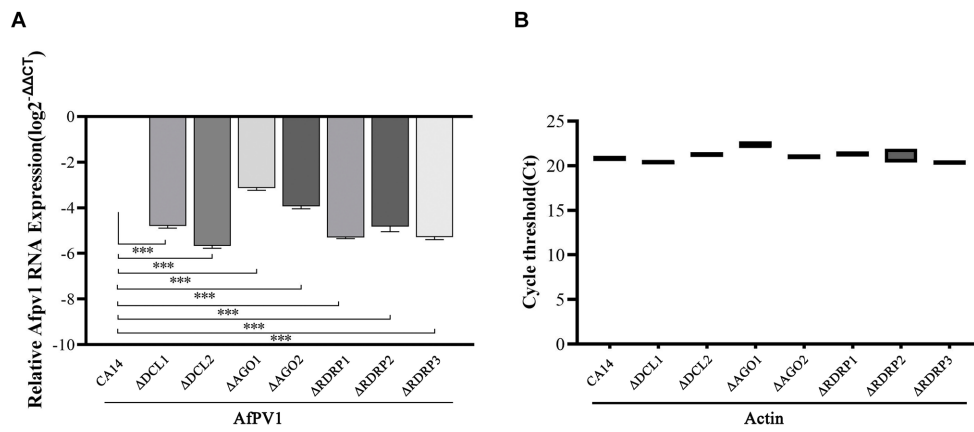 A
Relative Afpv1 RNA Expression(log2^-ΔΔCT)
0
-2
-4
-6
-8
-10
***
***
***
***
***
***
***
CA14
ΔDCL1
ΔDCL2
ΔAGO1
ΔAGO2
ΔRDRP1
ΔRDRP2
ΔRDRP3
AfPV1
B
Cycle threshold(Ct)
25
20
15
10
5
0
CA14
ΔDCL1
ΔDCL2
ΔAGO1
ΔAGO2
ΔRDRP1
ΔRDRP2
ΔRDRP3
Actin